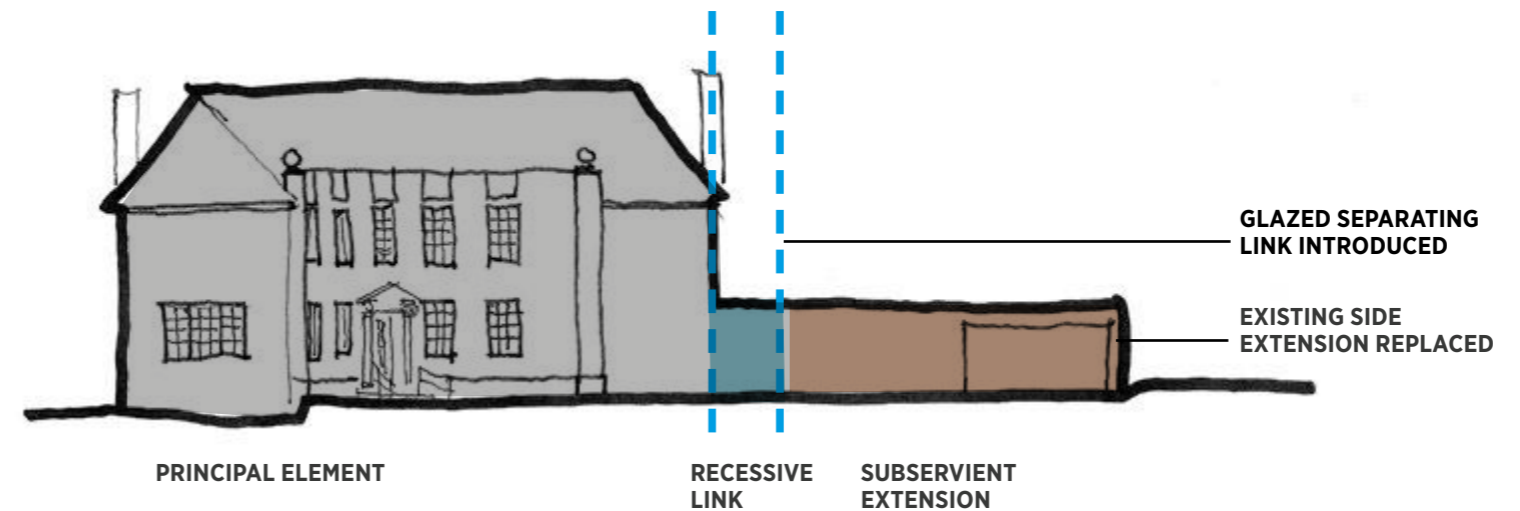 GLAZED SEPARATING
LINK INTRODUCED
EXISTING SIDE
EXTENSION REPLACED
PRINCIPAL ELEMENT
RECESSIVE
LINK
SUBSERVIENT
EXTENSION